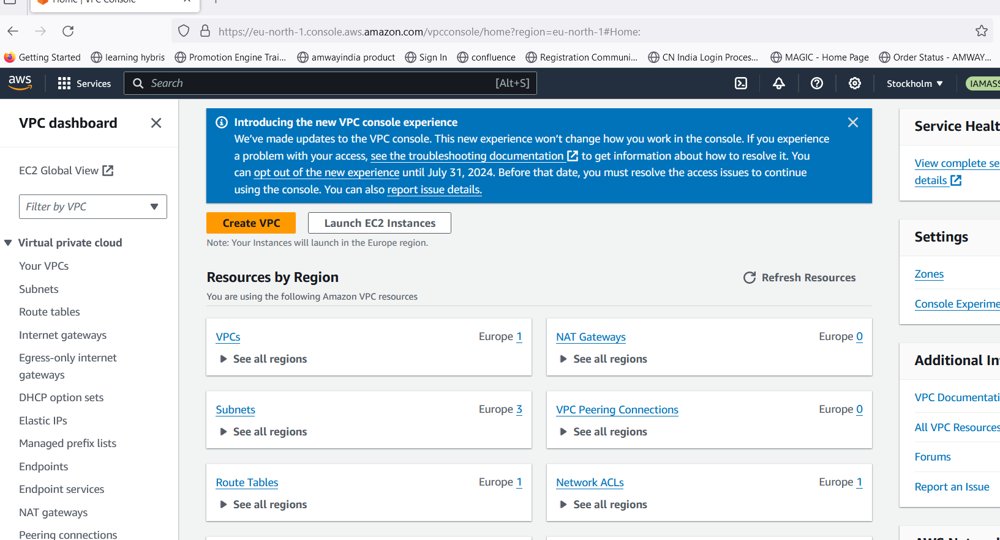 Home | VPC Console
https://eu-north-1.console.aws.amazon.com/vpcconsole/home?region=eu-north-1#Home:
Getting Started
learning hybris
Promotion Engine Trai...
amwayindia product
Sign In
confluence
Registration Communi...
CN India Login Proces...
MAGIC - Home Page
Order Status - AMWAY...
aws
Services
Search
[Alt+S]
Stockholm
IAMASS
VPC dashboard
EC2 Global View
Filter by VPC
Virtual private cloud
Your VPCs
Subnets
Route tables
Internet gateways
Egress-only internet
gateways
DHCP option sets
Elastic IPs
Managed prefix lists
Endpoints
Endpoint services
NAT gateways
Peering connections
Introducing the new VPC console experience
We've made updates to the VPC console. This new experience won't change how you work in the console. If you experience
a problem with your access, see the troubleshooting documentation to get information about how to resolve it. You
can opt out of the new experience until July 31, 2024. Before that date, you must resolve the access issues to continue
using the console. You can also report issue details.
Create VPC
Launch EC2 Instances
Note: Your Instances will launch in the Europe region.
Resources by Region
Refresh Resources
You are using the following Amazon VPC resources
VPCs
Europe 1
See all regions
NAT Gateways
Europe 0
See all regions
Subnets
Europe 3
See all regions
VPC Peering Connections
Europe 0
See all regions
Route Tables
Europe 1
See all regions
Network ACLs
Europe 1
See all regions
Service Healt
View complete se
details
Settings
Zones
Console Experime
Additional In
VPC Documentati
All VPC Resources
Forums
Report an Issue